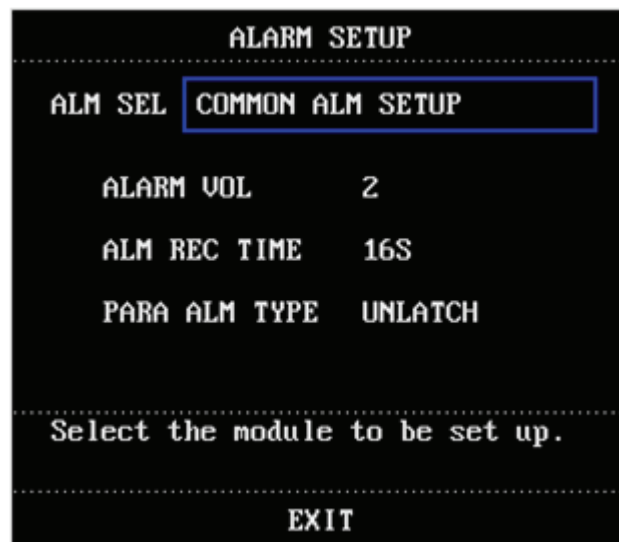 ALARM SETUP
ALM SEL COMMON ALM SETUP
ALARM VOL 2
ALM REC TIME 16S
PARA ALM TYPE UNLATCH
Select the module to be set up.
EXIT